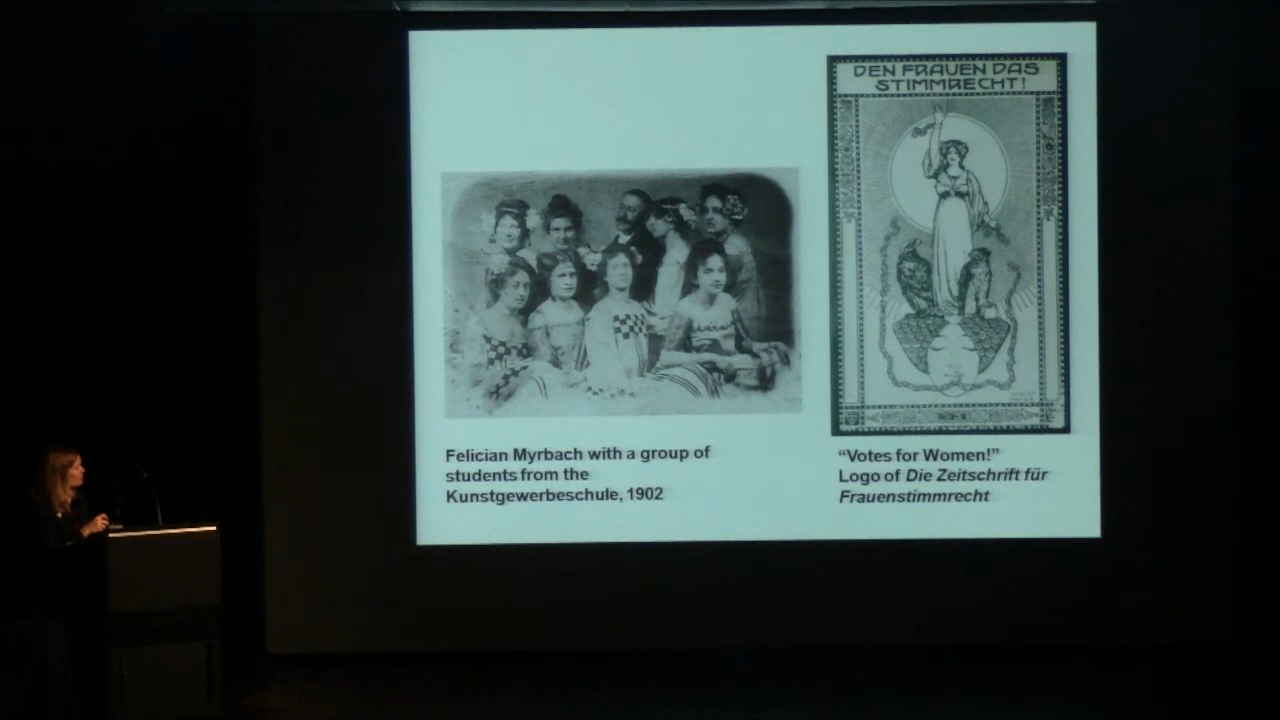 DEN FRAUEN DAS
STIMMRECHT!
Felician Myrbach with a group of
students from the
Kunstgewerbeschule, 1902
“Votes for Women!”
Logo of Die Zeitschrift für
Frauenstimmrecht